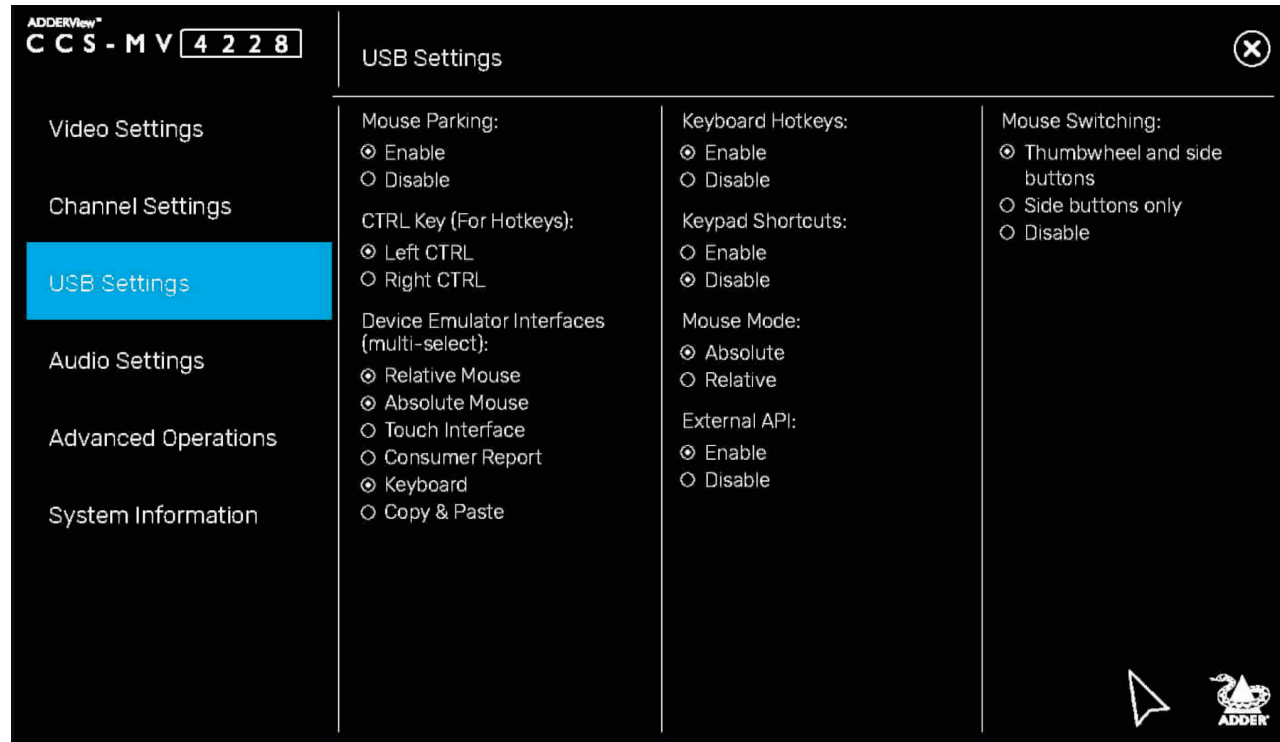 ADDERView™
CCS-MV 4228
USB Settings
Video Settings
Channel Settings
USB Settings
Audio Settings
Advanced Operations
System Information
Mouse Parking:
Enable
Disable
CTRL Key (For Hotkeys):
Left CTRL
Right CTRL
Device Emulator Interfaces
(multi-select):
Relative Mouse
Absolute Mouse
Touch Interface
Consumer Report
Keyboard
Copy & Paste
Keyboard Hotkeys:
Enable
Disable
Keypad Shortcuts:
Enable
Disable
Mouse Mode:
Absolute
Relative
External API:
Enable
Disable
Mouse Switching:
Thumbwheel and side
buttons
Side buttons only
Disable
ADDER